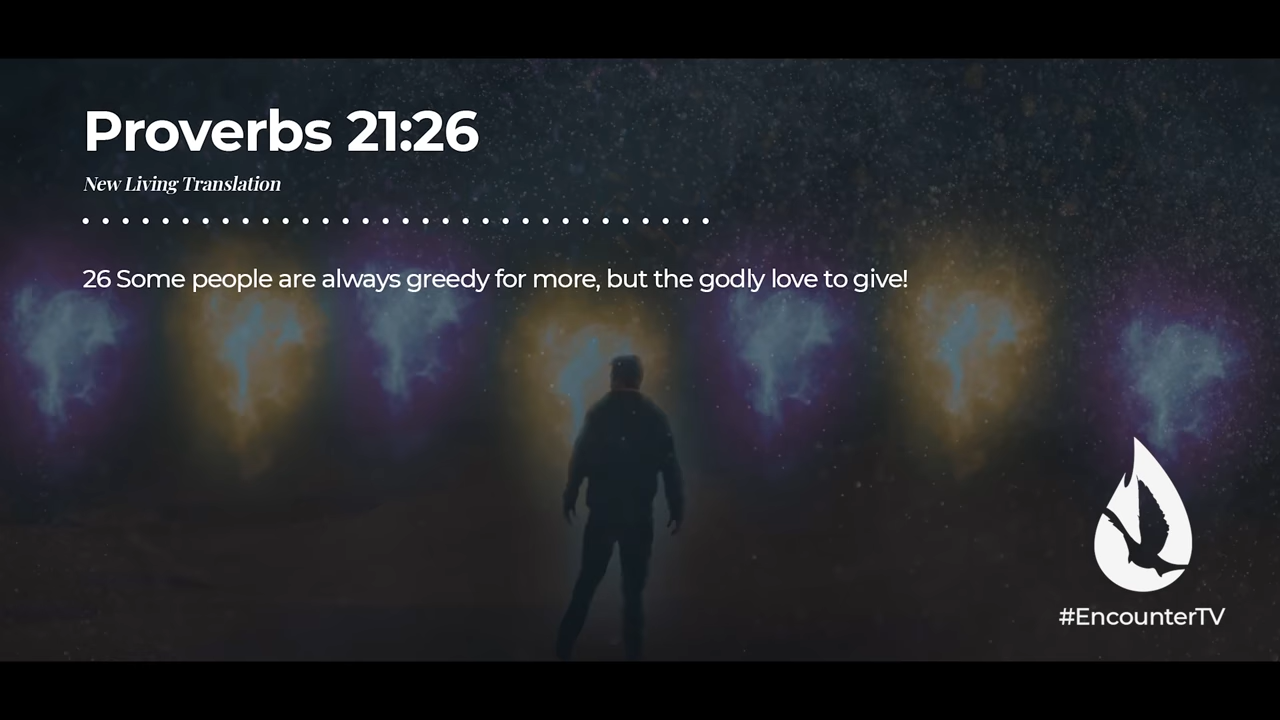 Proverbs 21:26
New Living Translation
26 Some people are always greedy for more, but the godly love to give!
#EncounterTV